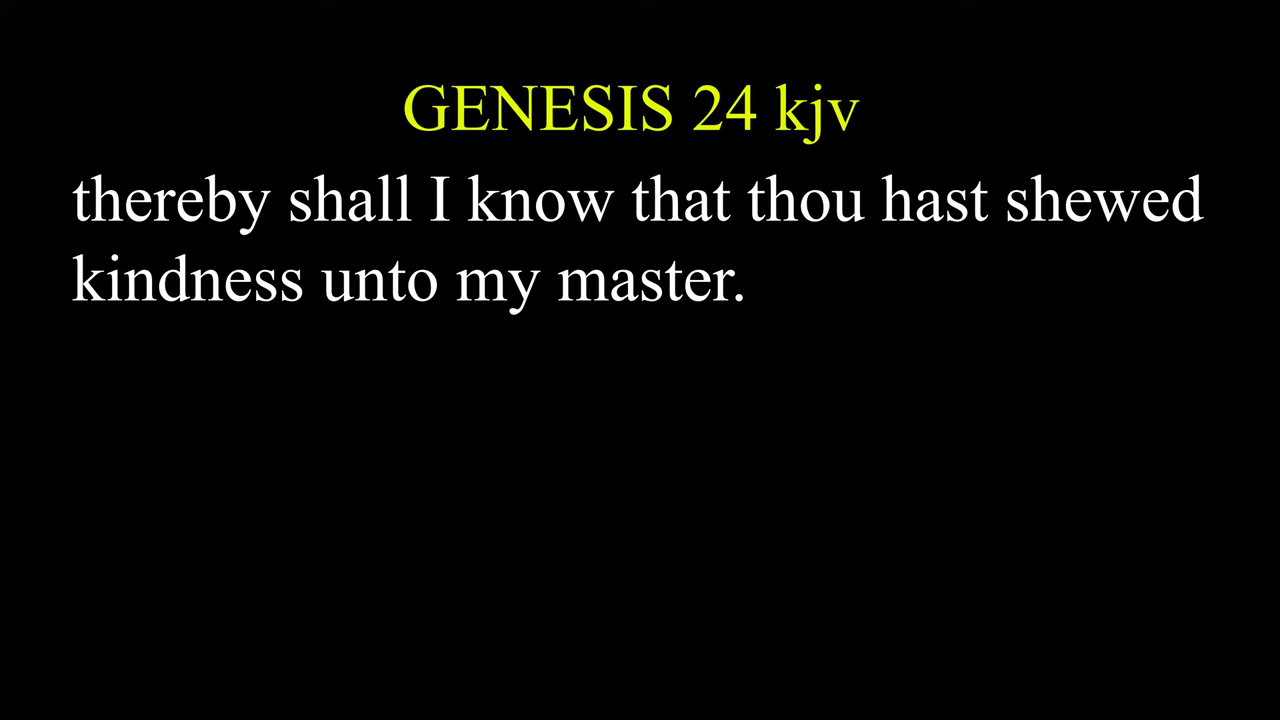 GENESIS 24 kjv
thereby shall I know that thou hast shewed
kindness unto my master.